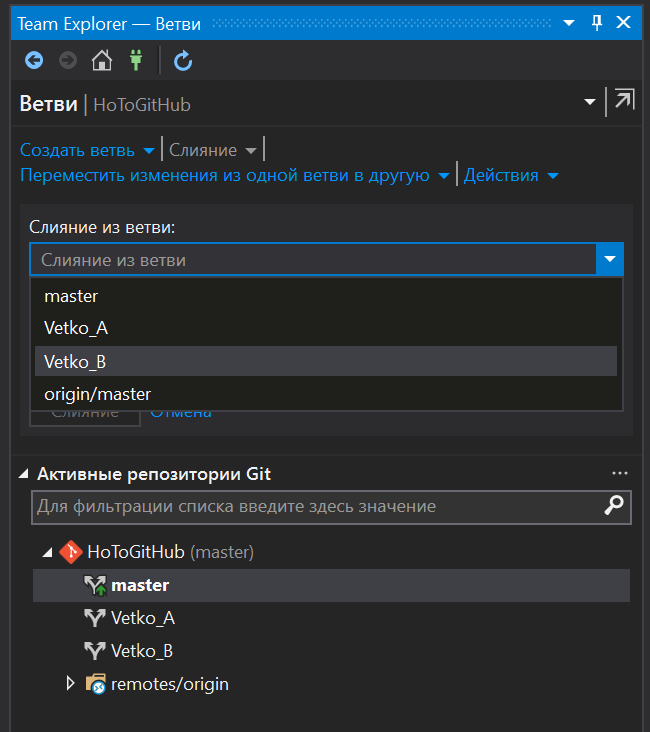 Team Explorer — Ветви
Ветви | HoToGitHub
Создать ветвь | Слияние |
Переместить изменения из одной ветви в другую | Действия
Слияние из ветви:
Слияние из ветви
master
Vetko_A
Vetko_B
origin/master
Слияние Отмена
Активные репозитории Git ...
Для фильтрации списка введите здесь значение
HoToGitHub (master)
master
Vetko_A
Vetko_B
remotes/origin